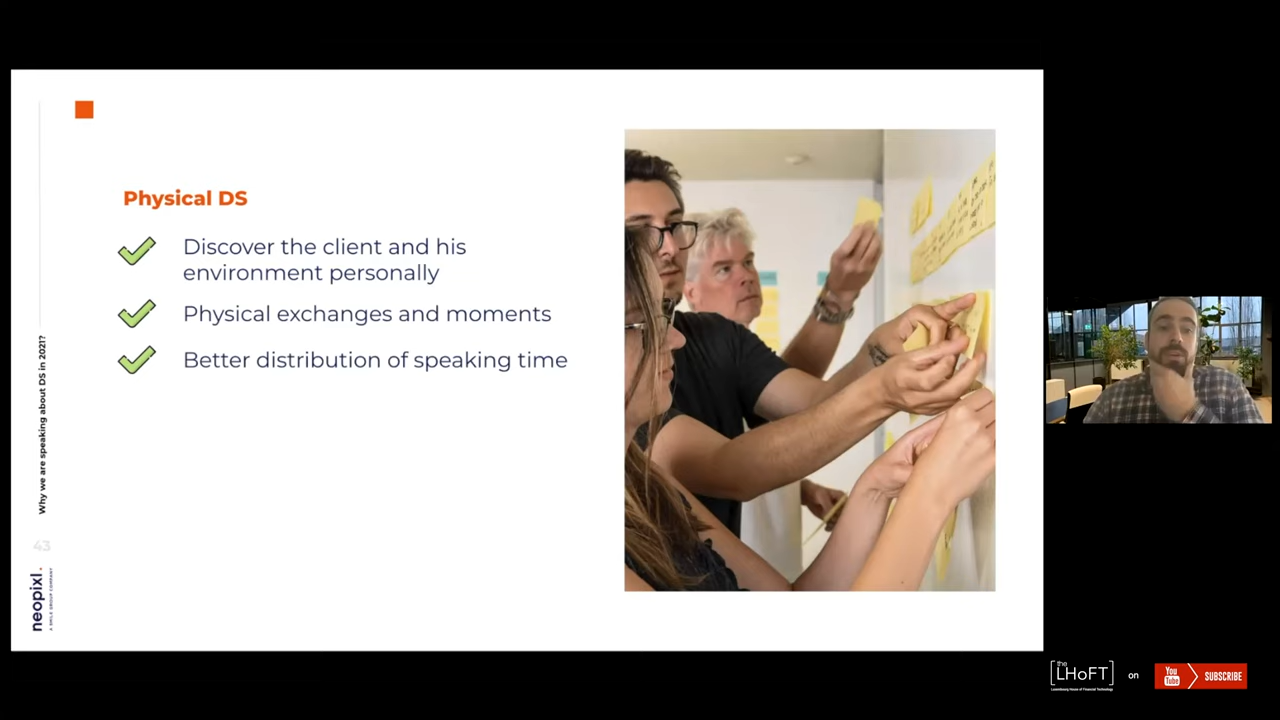 Physical DS
Discover the client and his
environment personally
Physical exchanges and moments
Better distribution of speaking time
Why we are speaking about DS in 2021?
43
neopixl.
A SMILE GROUP COMPANY
the
LHoFT
Luxembourg House of Financial Technology
on
You
Tube
SUBSCRIBE